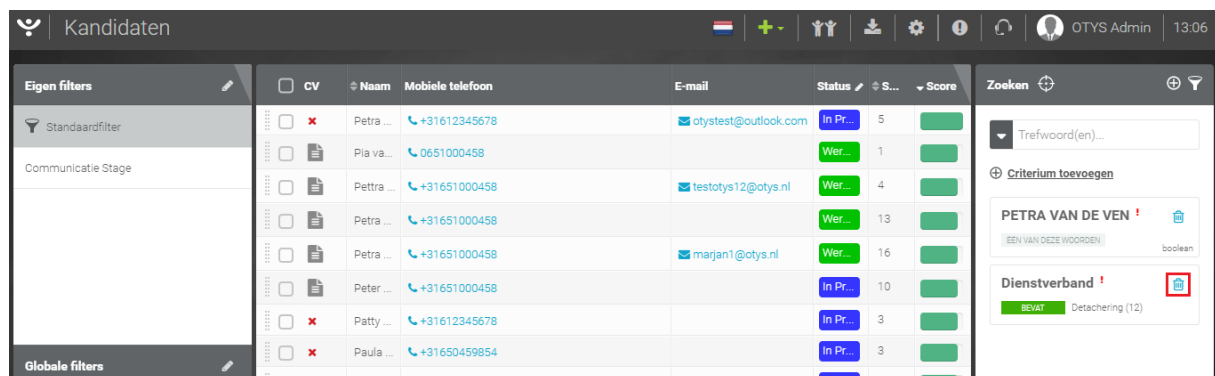 Kandidaten OTYS Admin 13:06
Eigen filters
Standaardfilter
Communicatie Stage
Globale filters
CV Naam Mobiele telefoon E-mail Status S... Score
Petra ... +31612345678 otystest@outlook.com In Pr... 5
Pia va... 0651000458 Wer... 1
Pettra ... +31651000458 testotys12@otys.nl Wer... 4
Petra ... +31651000458 Wer... 13
Petra ... +31651000458 marjan1@otys.nl Wer... 16
Peter ... +31651000458 In Pr... 10
Patty ... +31612345678 In Pr... 3
Paula ... +31650459854 In Pr... 3
Zoeken
Trefwoord(en)...
Criterium toevoegen
PETRA VAN DE VEN !
EEN VAN DEZE WOORDEN boolean
Dienstverband !
BEVAT Detachering (12)